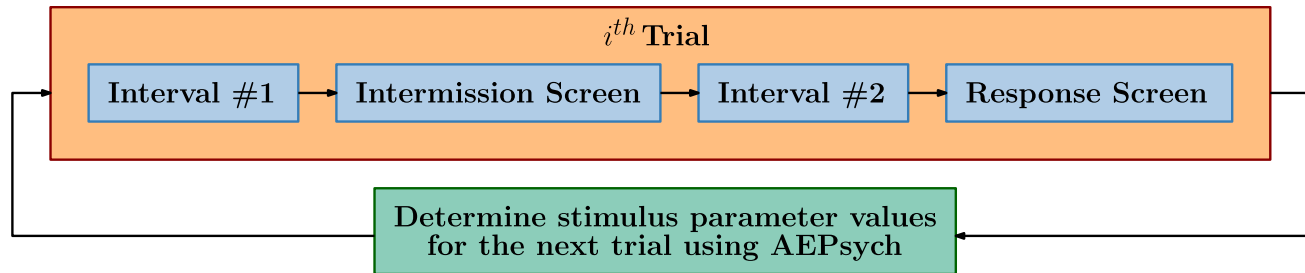 i^th Trial
Interval #1
Intermission Screen
Interval #2
Response Screen
Determine stimulus parameter values
for the next trial using AEPsych